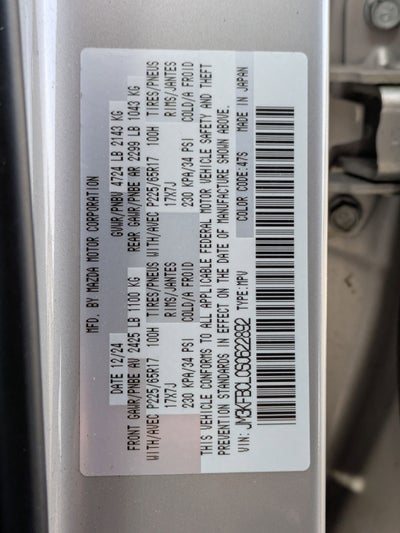 MFD. BY MAZDA MOTOR CORPORATION
DATE 12/24 GVWR/PNBV 4724 LB 2143 KG
FRONT GAWR/PNBE AV 2425 LB 1100 KG REAR GAWR/PNBE AR 2299 LB 1043 KG
WITH/AVEC P225/65R17 100H TIRES/PNEUS WITH/AVEC P225/65R17 100H TIRES/PNEUS
17X7J RIMS/JANTES 17X7J RIMS/JANTES
230 KPA/34 PSI COLD/A FROID 230 KPA/34 PSI COLD/A FROID
THIS VEHICLE CONFORMS TO ALL APPLICABLE FEDERAL MOTOR VEHICLE SAFETY AND THEFT
PREVENTION STANDARDS IN EFFECT ON THE DATE OF MANUFACTURE SHOWN ABOVE.
VIN: JM3KFBCL0S0622892 TYPE: MPV COLOR CODE: 47S MADE IN JAPAN